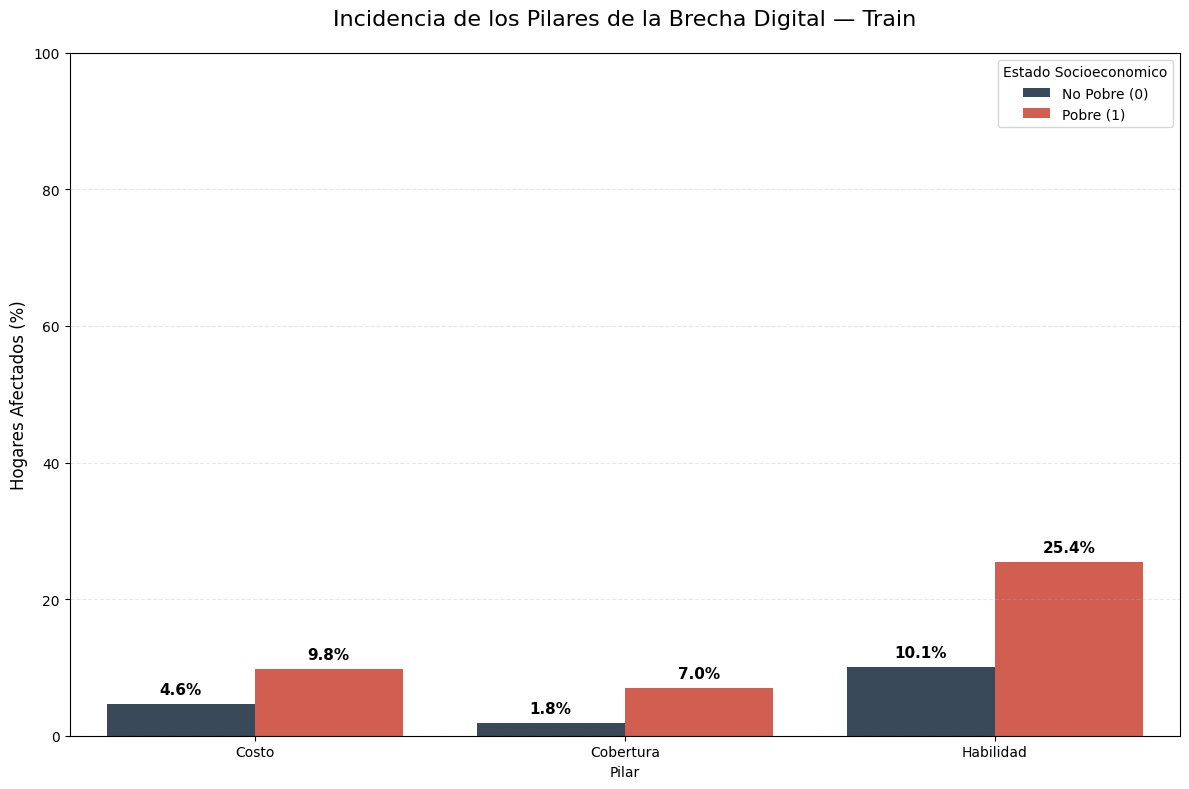 Incidencia de los Pilares de la Brecha Digital — Train
Hogares Afectados (%)
100
80
60
40
20
0
Estado Socioeconomico
No Pobre (0)
Pobre (1)
4.6%
9.8%
1.8%
7.0%
10.1%
25.4%
Costo
Cobertura
Habilidad
Pilar